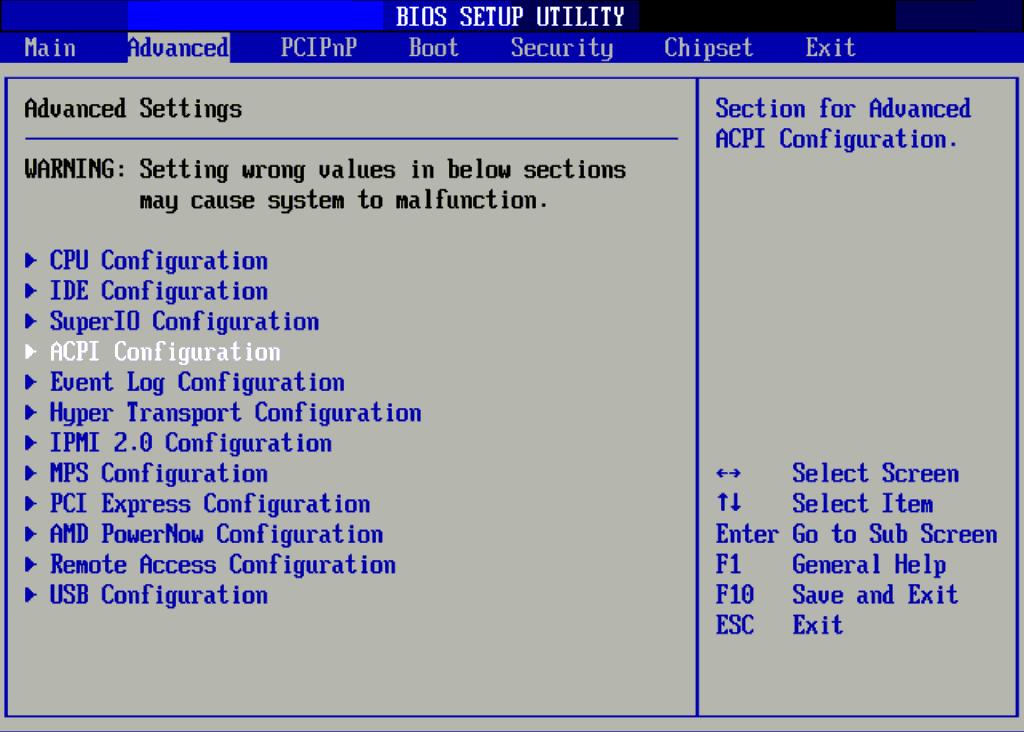 BIOS SETUP UTILITY
Main Advanced PCIPnP Boot Security Chipset Exit
Advanced Settings
WARNING: Setting wrong values in below sections
may cause system to malfunction.
CPU Configuration
IDE Configuration
SuperIO Configuration
ACPI Configuration
Event Log Configuration
Hyper Transport Configuration
IPMI 2.0 Configuration
MPS Configuration
PCI Express Configuration
AMD PowerNow Configuration
Remote Access Configuration
USB Configuration
Section for Advanced
ACPI Configuration.
↔ Select Screen
↑↓ Select Item
Enter Go to Sub Screen
F1 General Help
F10 Save and Exit
ESC Exit